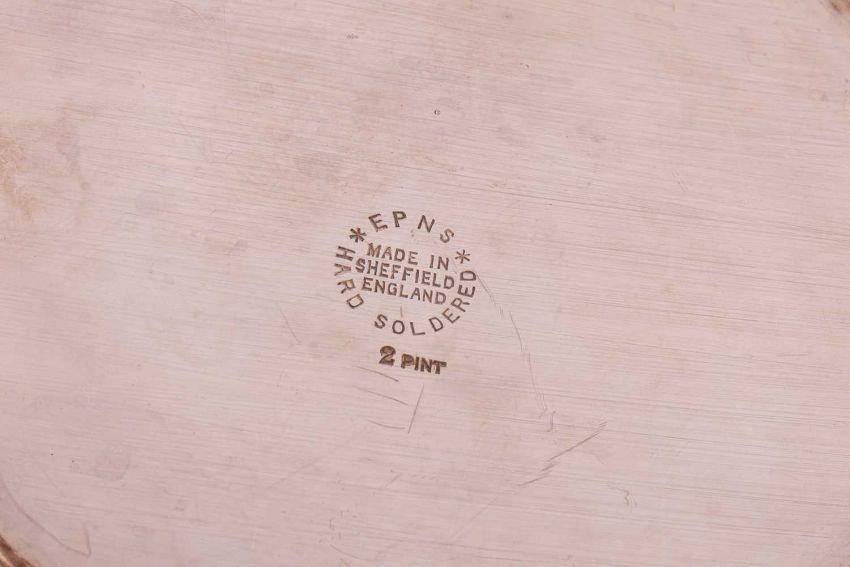 * EPNS *
MADE IN
SHEFFIELD
ENGLAND
HARD SOLDERED
2 PINT